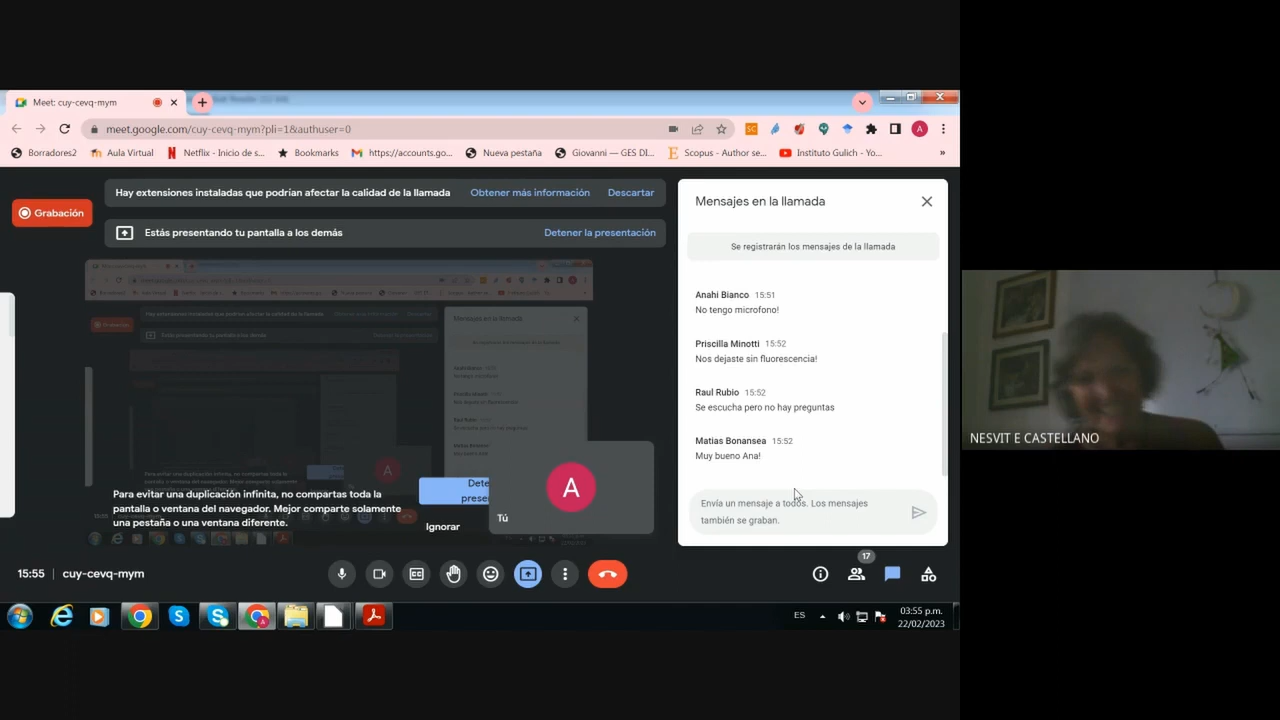 Meet: cuy-cevq-mym
meet.google.com/cuy-cevq-mym?pli=1&authuser=0
A
Borradores2
Aula Virtual
Netflix - Inicio de s...
Bookmarks
https://accounts.go...
Nueva pestaña
Giovanni — GES DI...
Scopus - Author se...
Instituto Gulich - Yo...
»
Grabación
Hay extensiones instaladas que podrían afectar la calidad de la llamada
Obtener más información
Descartar
Estás presentando tu pantalla a los demás
Detener la presentación
Para evitar una duplicación infinita, no compartas toda la
pantalla o ventana del navegador. Mejor comparte solamente
una pestaña o una ventana diferente.
Dete
prese
Ignorar
A
Tú
Mensajes en la llamada
Se registrarán los mensajes de la llamada
Anahi Bianco 15:51
No tengo microfono!
Priscilla Minotti 15:52
Nos dejaste sin fluorescencia!
Raul Rubio 15:52
Se escucha pero no hay preguntas
Matias Bonansea 15:52
Muy bueno Ana!
Envía un mensaje a todos. Los mensajes
también se graban.
NESVIT E CASTELLANO
15:55 | cuy-cevq-mym
17
ES
03:55 p.m.
22/02/2023